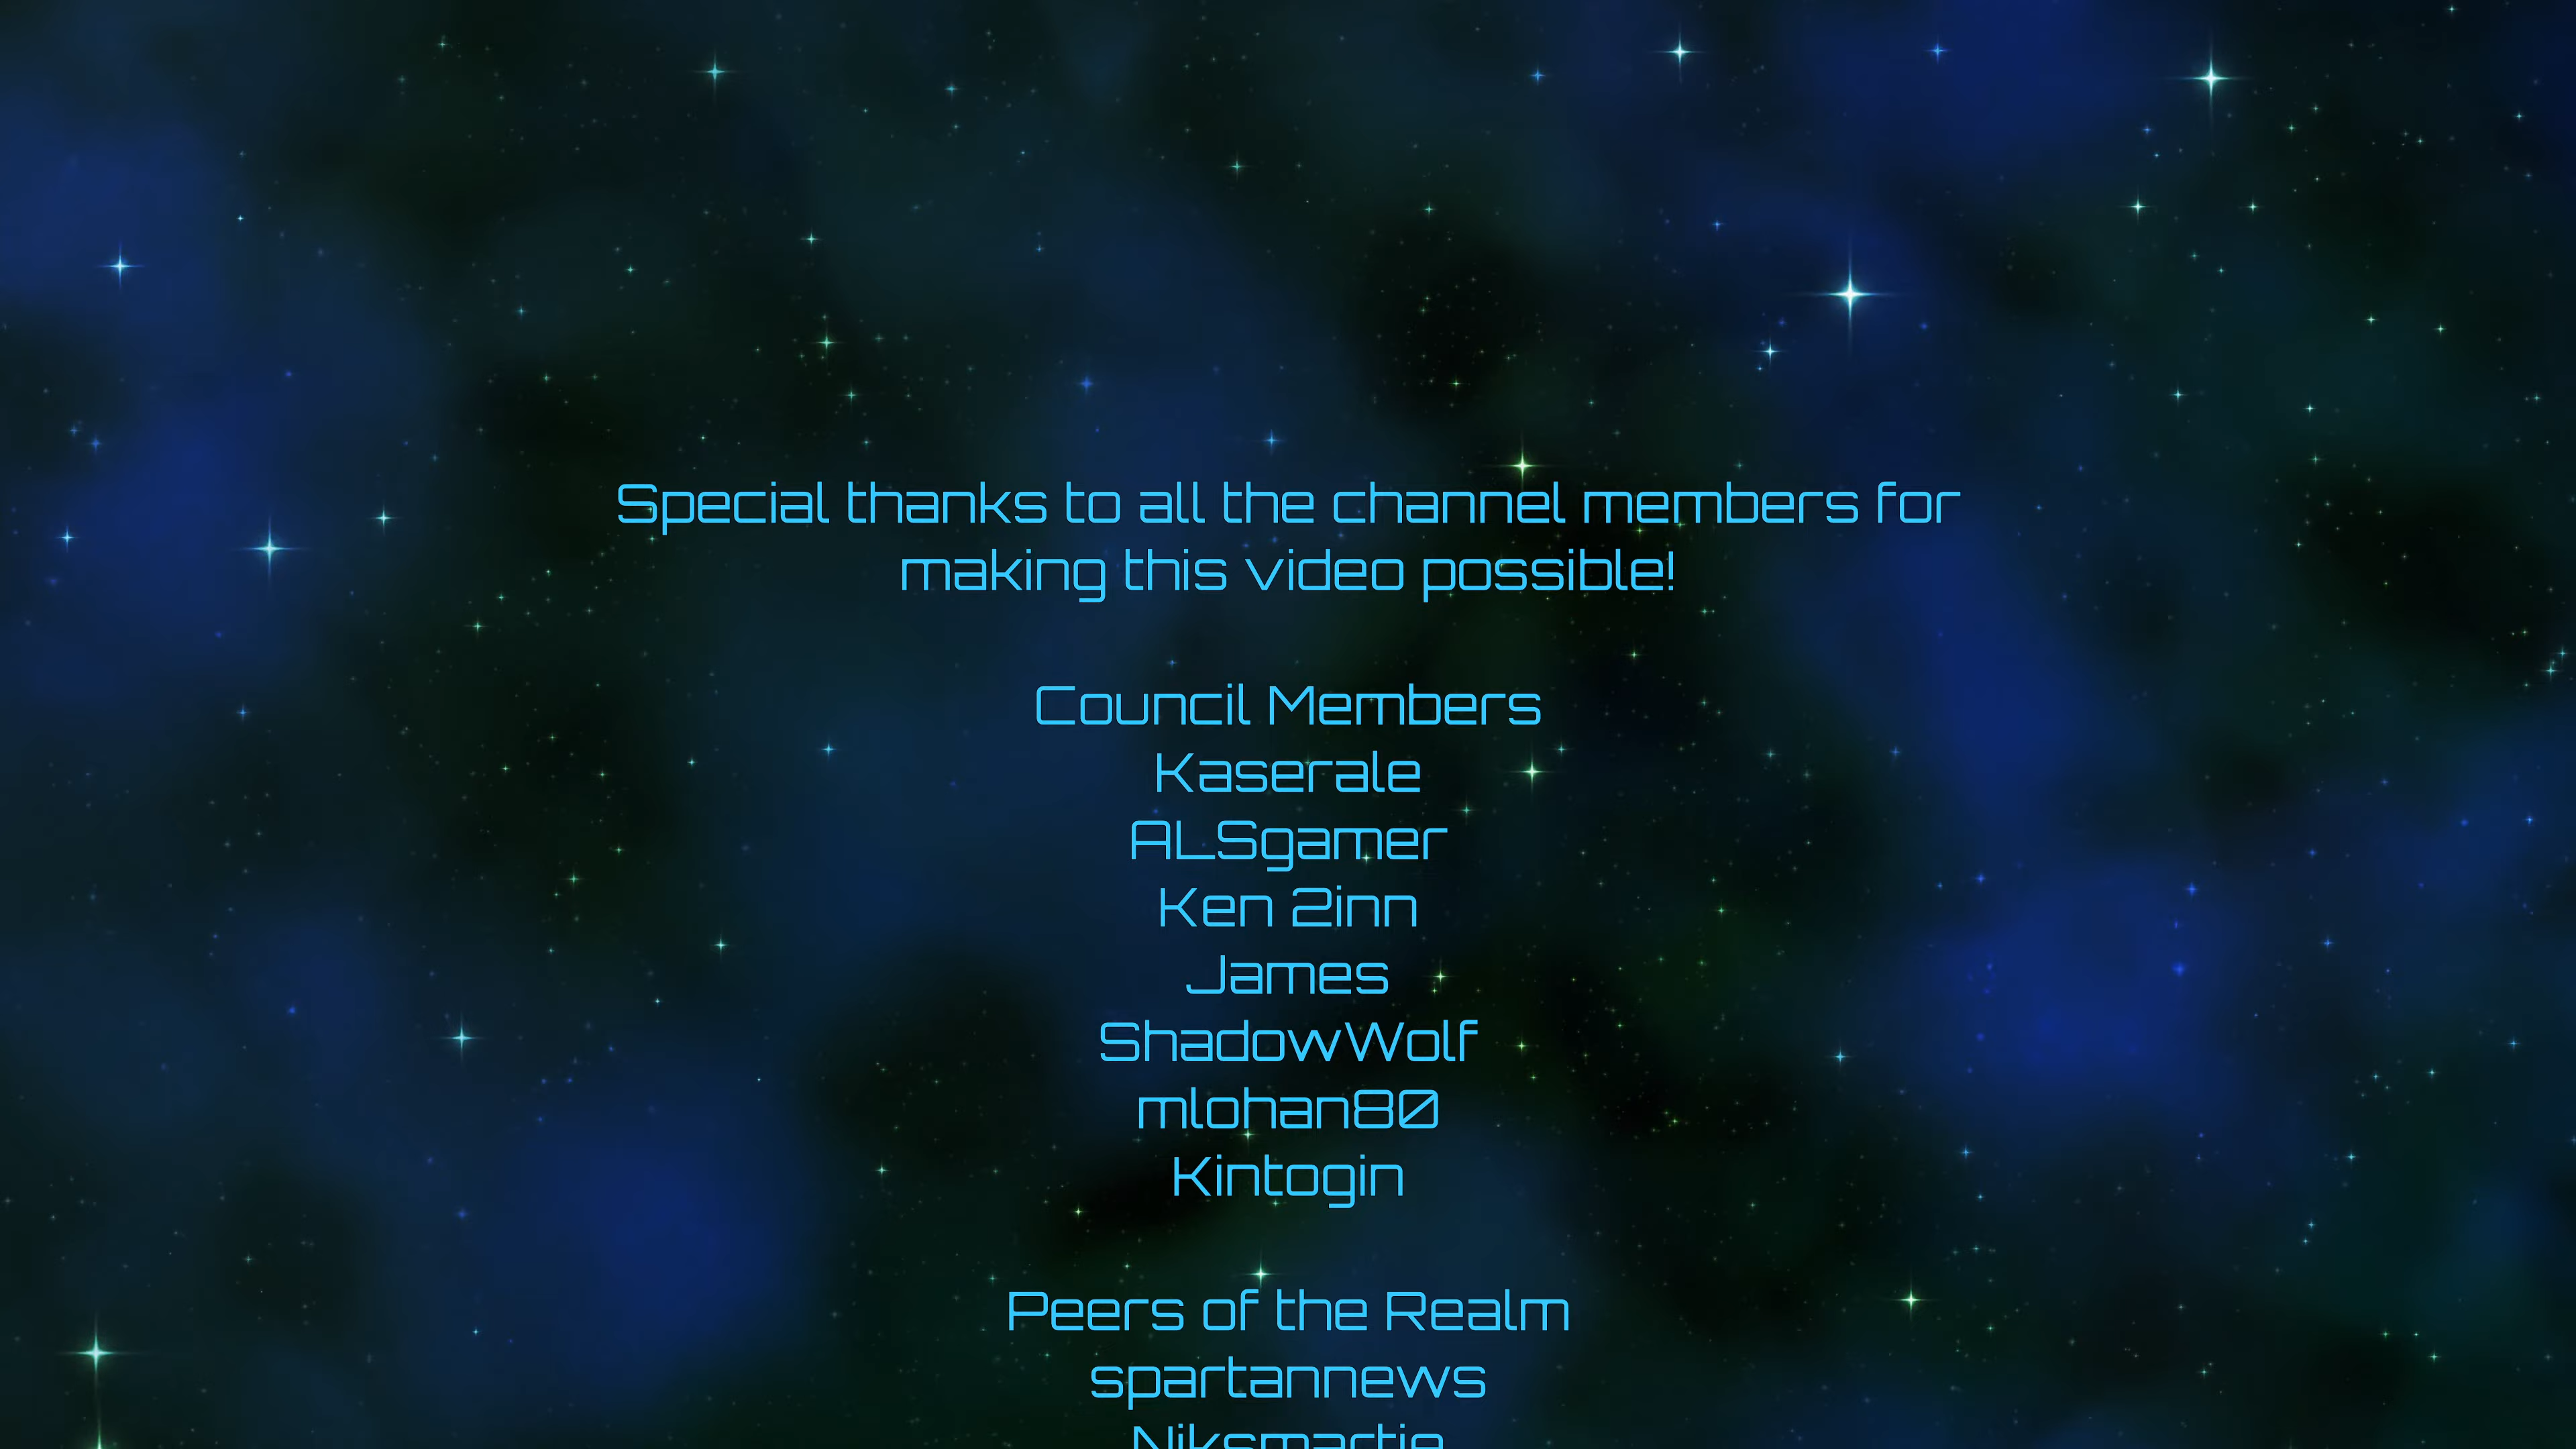 Special thanks to all the channel members for
making this video possible!
Council Members
Kaserale
ALSgamer
Ken 2inn
James
ShadowWolf
mlohan80
Kintogin
Peers of the Realm
spartannews
Niksmartie